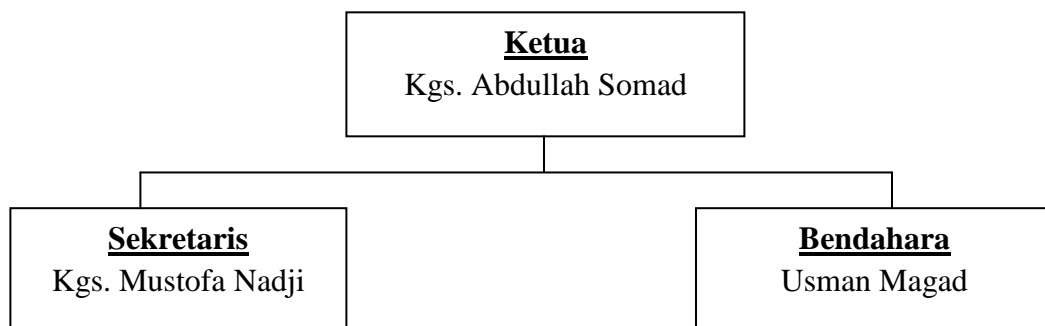 Ketua
Kgs. Abdullah Somad
Sekretaris
Kgs. Mustofa Nadji
Bendahara
Usman Magad